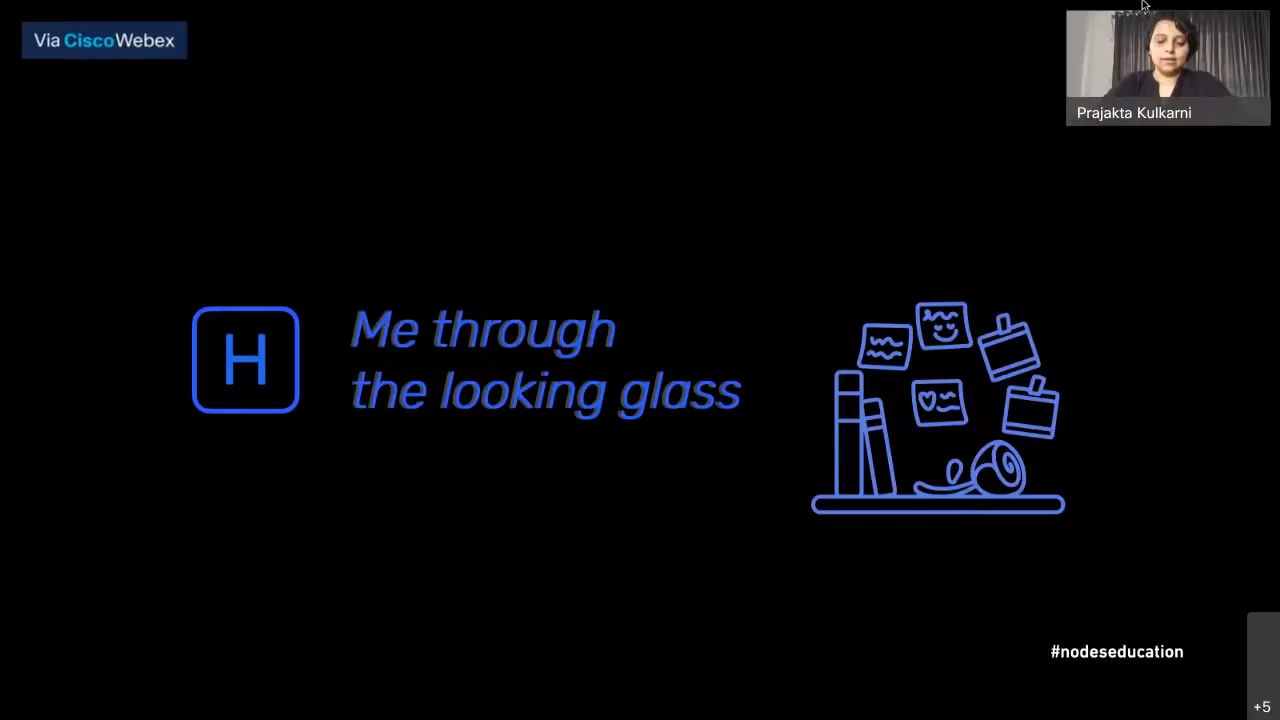 Via CiscoWebex
Prajakta Kulkarni
H
Me through
the looking glass
#nodeseducation
+5